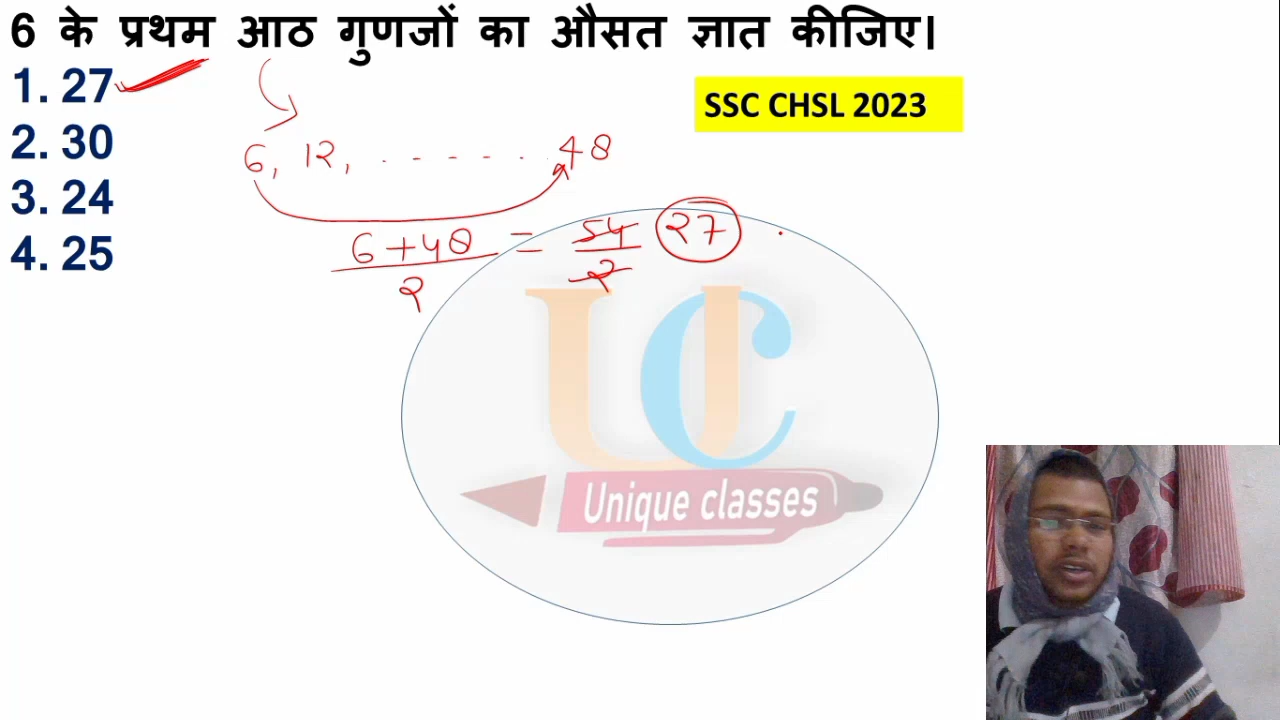 6 के प्रथम आठ गुणजों का औसत ज्ञात कीजिए।
1. 27
2. 30
3. 24
4. 25
SSC CHSL 2023
6, 12, . - - - - . . 48
6+48 = 54 27
2 2
UC
Unique classes